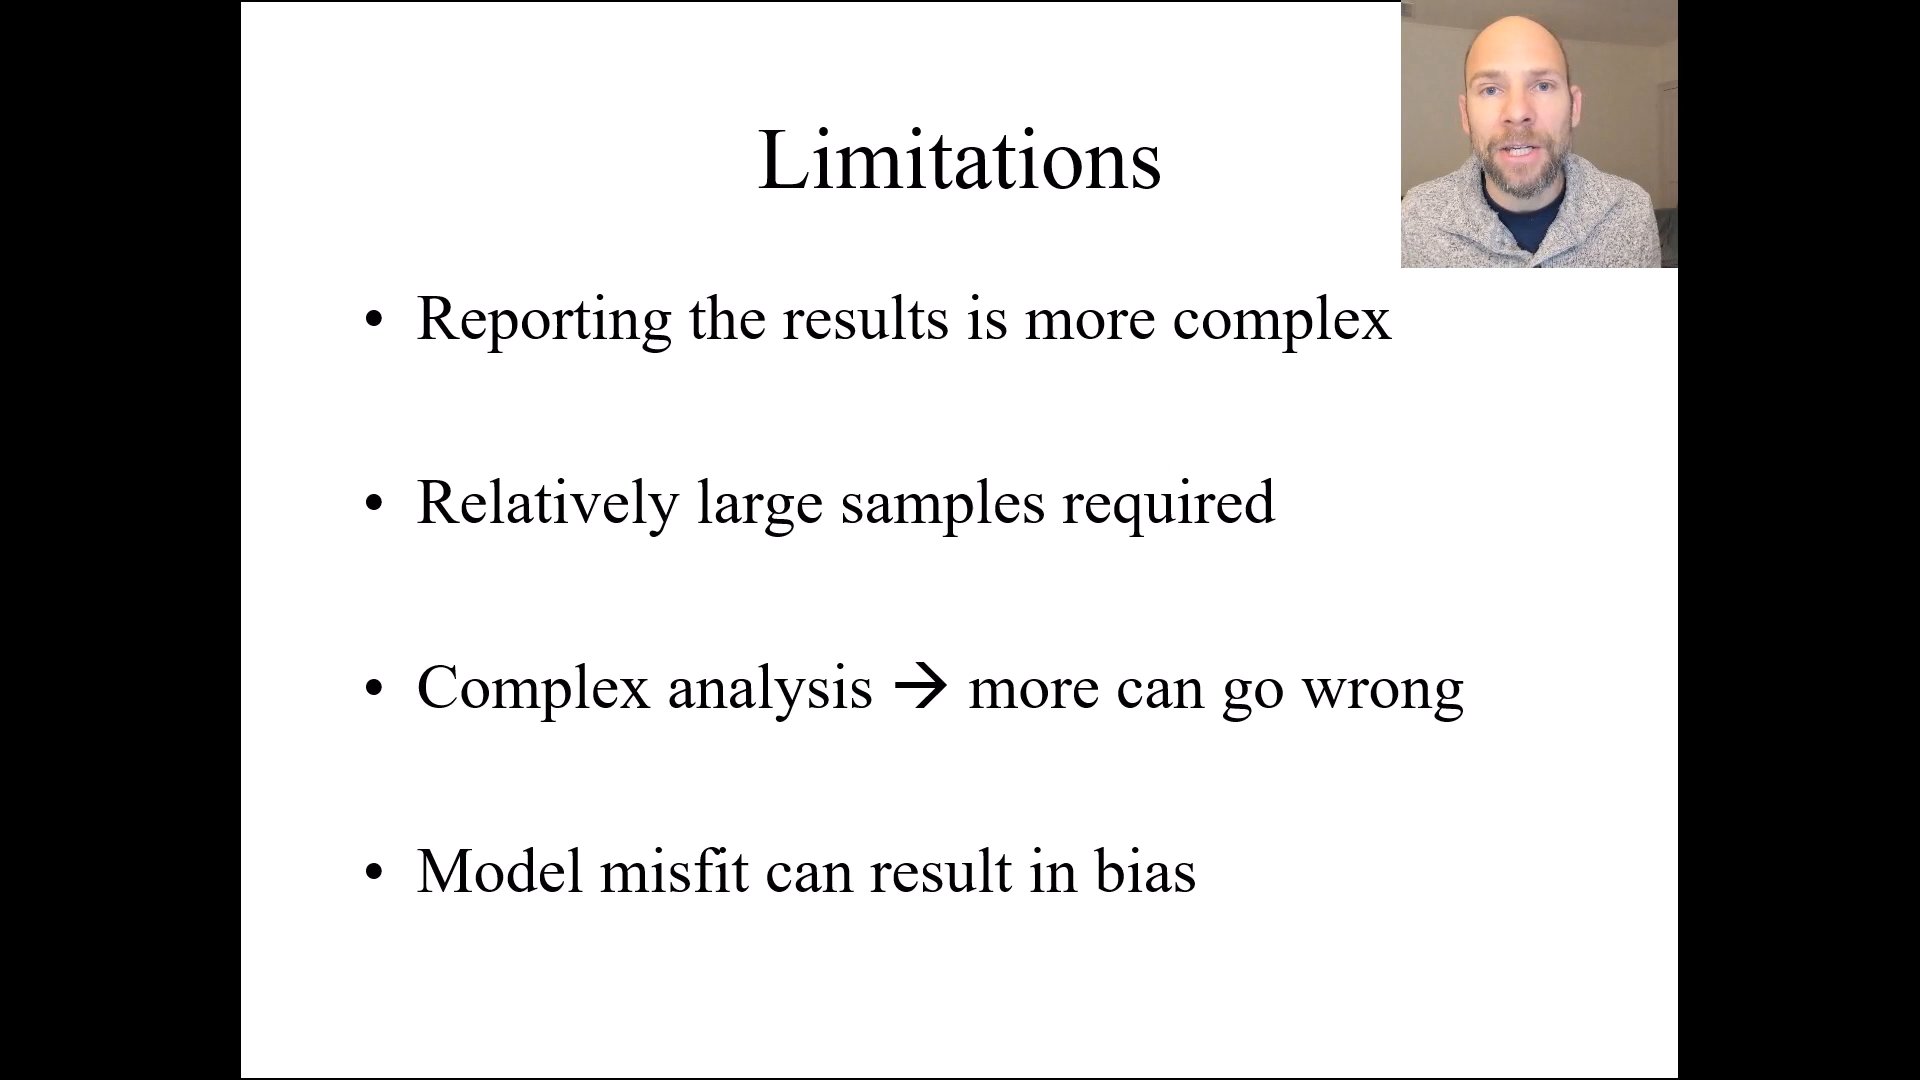 Limitations
• Reporting the results is more complex
• Relatively large samples required
• Complex analysis → more can go wrong
• Model misfit can result in bias